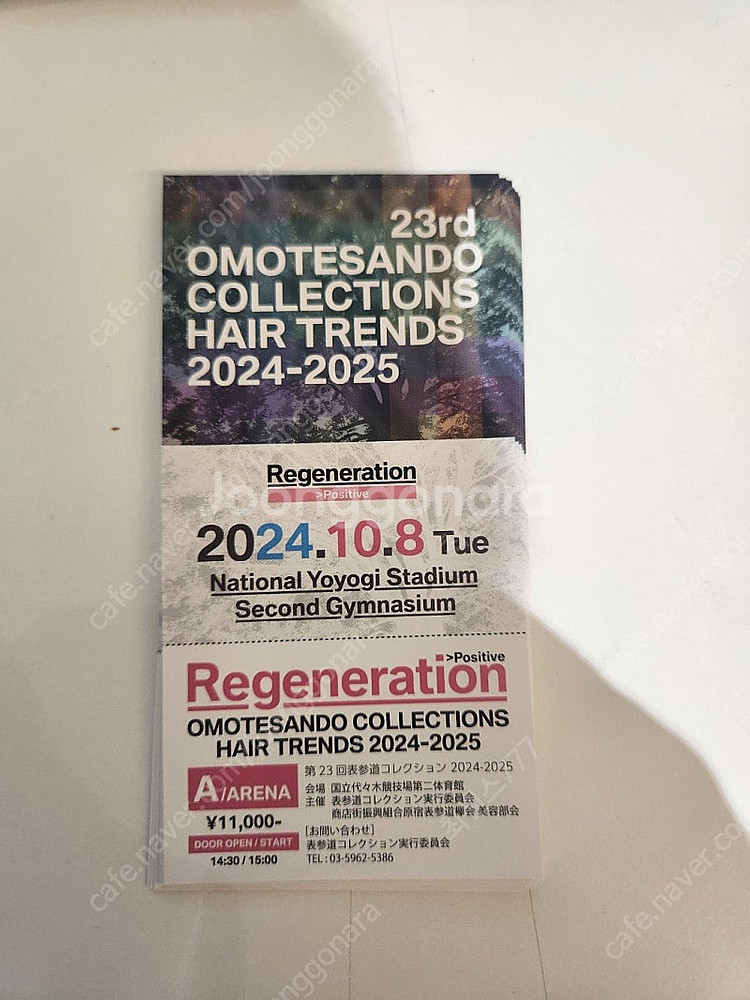 23rd
OMOTESANDO
COLLECTIONS
HAIR TRENDS
2024-2025
Regeneration
>Positive
Joonggonara
2024.10.8 Tue
National Yoyogi Stadium
Second Gymnasium
>Positive
Regeneration
OMOTESANDO COLLECTIONS
HAIR TRENDS 2024-2025
A/ARENA
¥11,000-
DOOR OPEN / START
14:30 / 15:00
第23回表参道コレクション 2024-2025
会場 国立代々木競技場第二体育館
主催 表参道コレクション実行委員会
商店街振興組合原宿表参道欅会 美容部会
[お問い合わせ]
表参道コレクション実行委員会
TEL : 03-5962-5386
cafe.naver.com/joonggonara